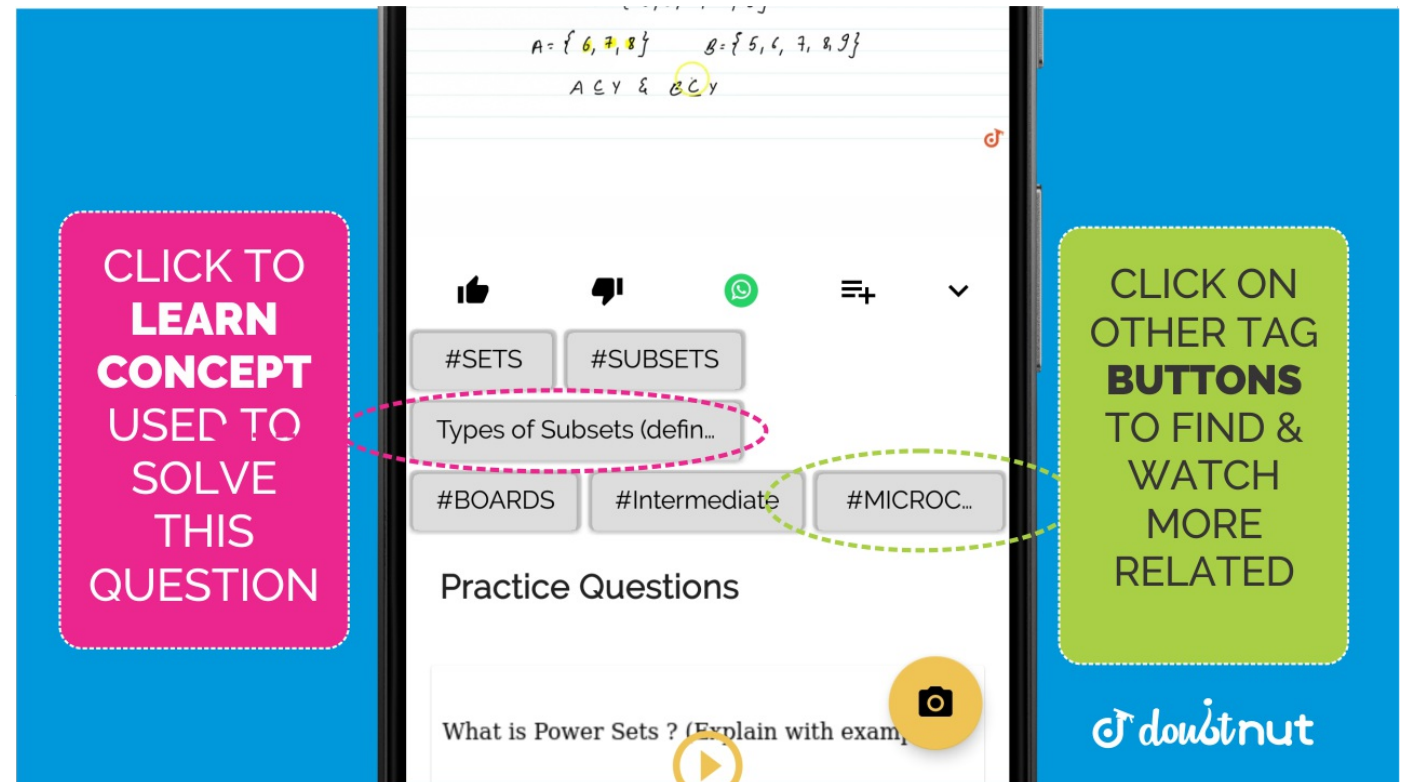 A = { 6, 7, 8} B = { 5, 6, 7, 8, 9}
A ⊆ Y & B ⊆ Y
CLICK TO
LEARN
CONCEPT
USED TO
SOLVE
THIS
QUESTION
#SETS #SUBSETS
Types of Subsets (defin...
#BOARDS #Intermediate #MICROC...
Practice Questions
What is Power Sets ? (Explain with exam
CLICK ON
OTHER TAG
BUTTONS
TO FIND &
WATCH
MORE
RELATED
doubtnut